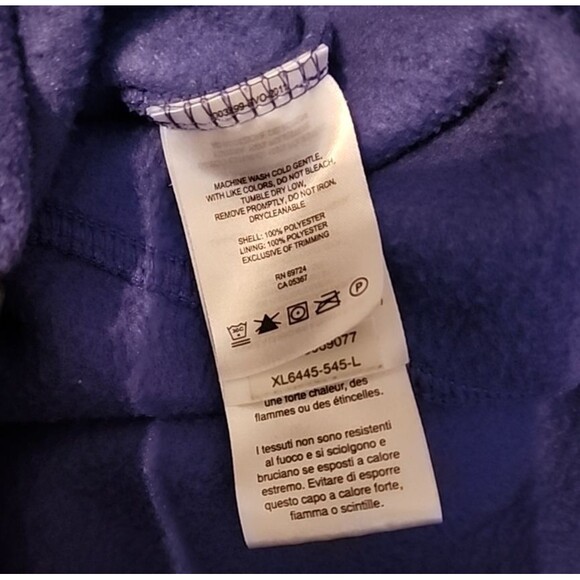 MACHINE WASH COLD GENTLE,
WITH LIKE COLORS, DO NOT BLEACH,
TUMBLE DRY LOW,
REMOVE PROMPTLY, DO NOT IRON,
DRYCLEANABLE
SHELL: 100% POLYESTER
LINING: 100% POLYESTER
EXCLUSIVE OF TRIMMING
RN 69724
CA 05367
P
XL6445-545-L
une forte chaleur, des
flammes ou des étincelles.
I tessuti non sono resistenti
al fuoco e si sciolgono e
bruciano se esposti a calore
estremo. Evitare di esporre
questo capo a calore forte,
fiamma o scintille.